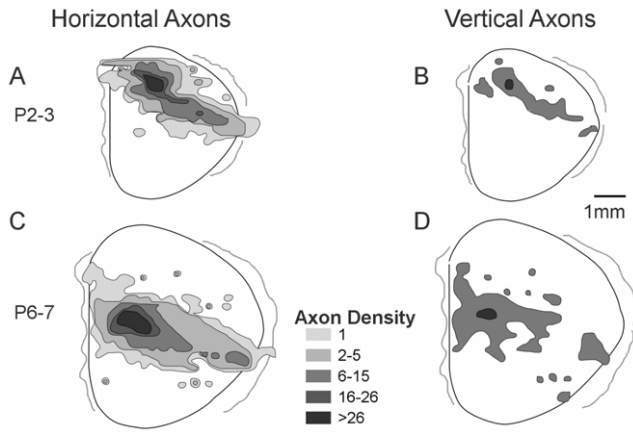 Horizontal Axons
Vertical Axons
A
B
P2-3
1mm
C
D
P6-7
Axon Density
1
2-5
6-15
16-26
>26